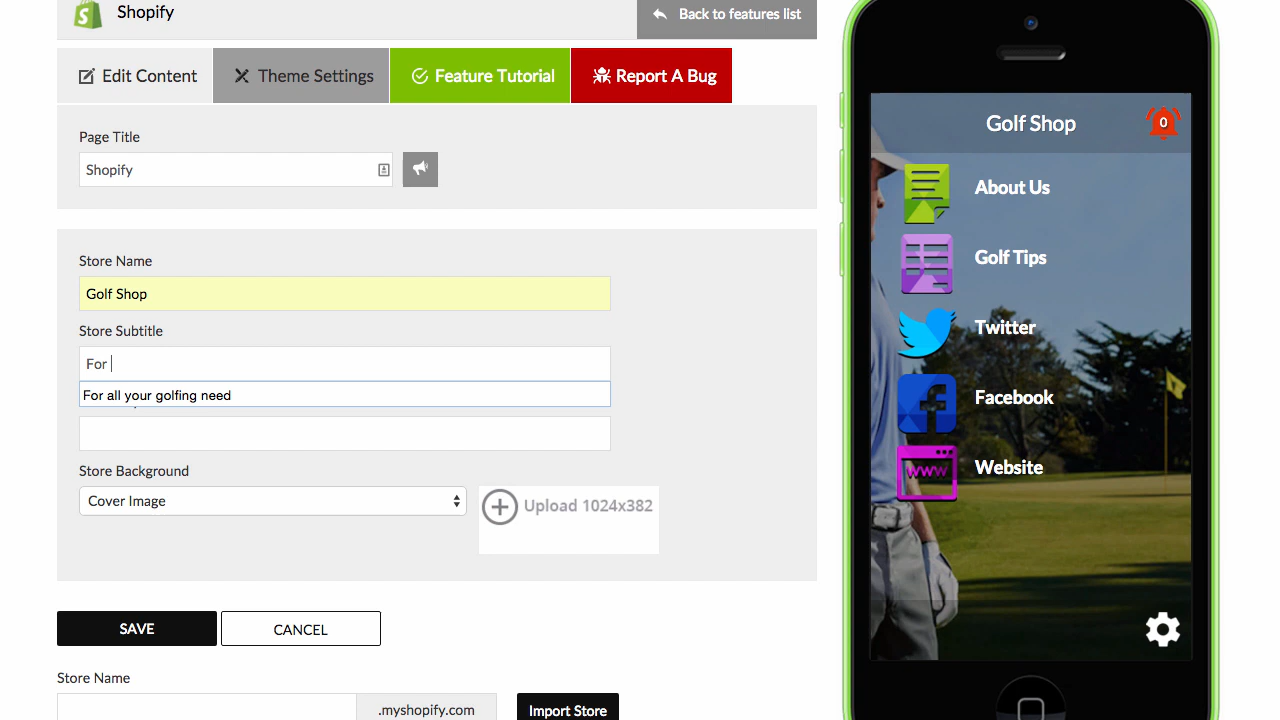 Shopify
Back to features list
Edit Content
Theme Settings
Feature Tutorial
Report A Bug
Page Title
Shopify
Store Name
Golf Shop
Store Subtitle
For
For all your golfing need
Store Background
Cover Image
Upload 1024x382
SAVE
CANCEL
Store Name
.myshopify.com
Import Store
Golf Shop
0
About Us
Golf Tips
Twitter
Facebook
www
Website